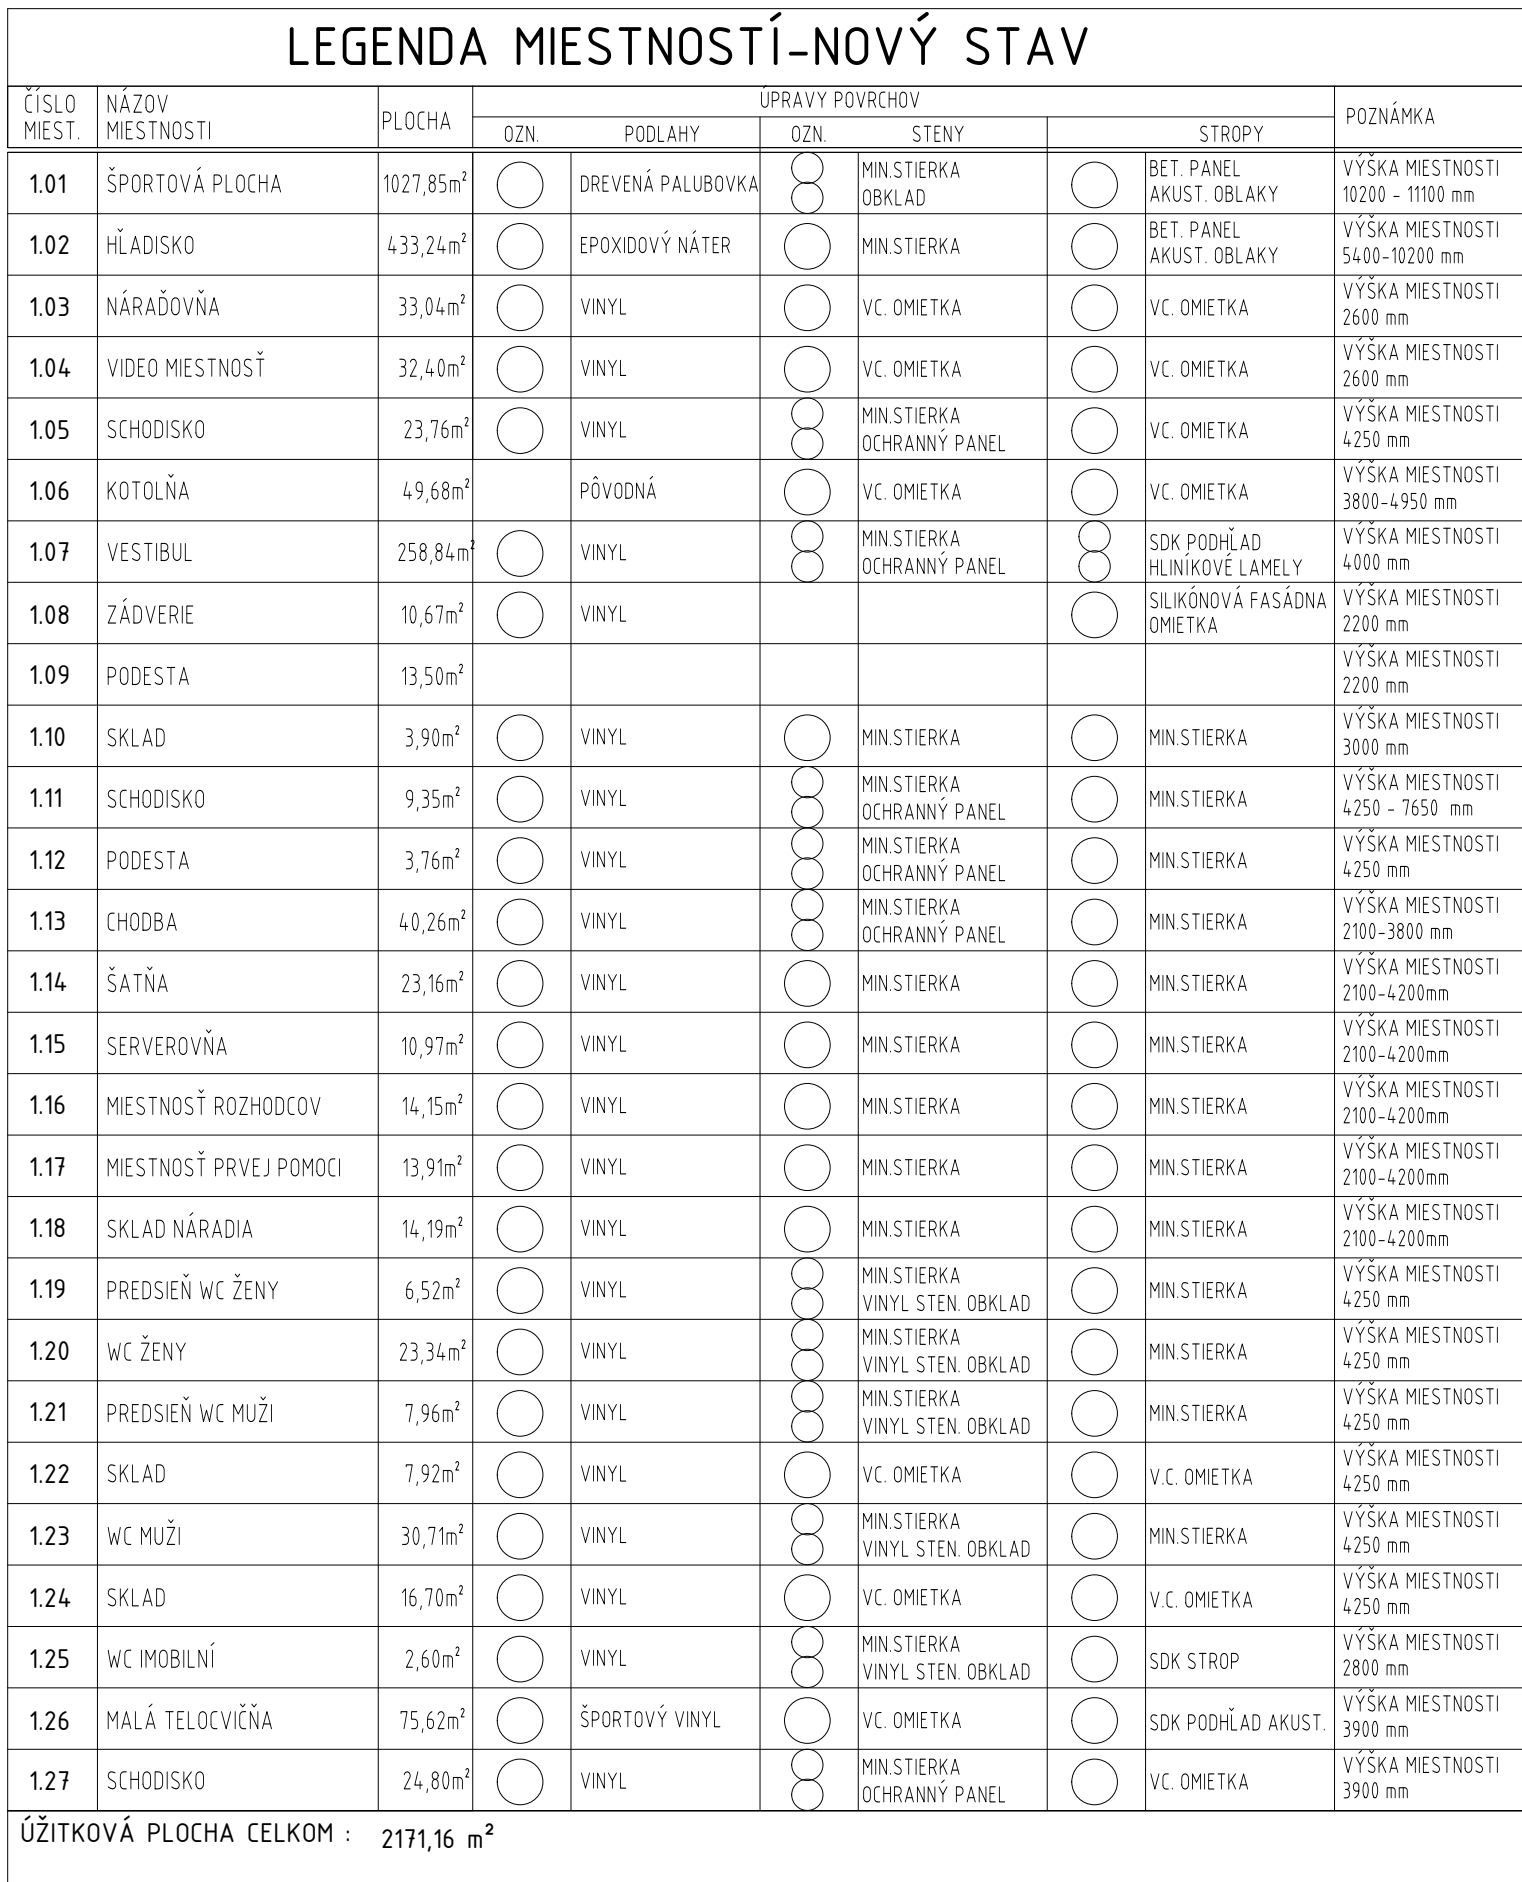 LEGENDA MIESTNOSTÍ-NOVÝ STAV
ČÍSLO MIEST. NÁZOV MIESTNOSTI PLOCHA ÚPRAVY POVRCHOV POZNÁMKA
OZN. PODLAHY OZN. STENY STROPY
1.01 ŠPORTOVÁ PLOCHA 1027,85m² DREVENÁ PALUBOVKA MIN.STIERKA OBKLAD BET. PANEL AKUST. OBLAKY VÝŠKA MIESTNOSTI 10200 - 11100 mm
1.02 HĽADISKO 433,24m² EPOXIDOVÝ NÁTER MIN.STIERKA BET. PANEL AKUST. OBLAKY VÝŠKA MIESTNOSTI 5400-10200 mm
1.03 NÁRAĎOVŇA 33,04m² VINYL VC. OMIETKA VC. OMIETKA VÝŠKA MIESTNOSTI 2600 mm
1.04 VIDEO MIESTNOSŤ 32,40m² VINYL VC. OMIETKA VC. OMIETKA VÝŠKA MIESTNOSTI 2600 mm
1.05 SCHODISKO 23,76m² VINYL MIN.STIERKA OCHRANNÝ PANEL VC. OMIETKA VÝŠKA MIESTNOSTI 4250 mm
1.06 KOTOLŇA 49,68m² PÔVODNÁ VC. OMIETKA VC. OMIETKA VÝŠKA MIESTNOSTI 3800-4950 mm
1.07 VESTIBUL 258,84m² VINYL MIN.STIERKA OCHRANNÝ PANEL SDK PODHĽAD HLINÍKOVÉ LAMELY VÝŠKA MIESTNOSTI 4000 mm
1.08 ZÁDVERIE 10,67m² VINYL SILIKÓNOVÁ FASÁDNA OMIETKA VÝŠKA MIESTNOSTI 2200 mm
1.09 PODESTA 13,50m² VÝŠKA MIESTNOSTI 2200 mm
1.10 SKLAD 3,90m² VINYL MIN.STIERKA MIN.STIERKA VÝŠKA MIESTNOSTI 3000 mm
1.11 SCHODISKO 9,35m² VINYL MIN.STIERKA OCHRANNÝ PANEL MIN.STIERKA VÝŠKA MIESTNOSTI 4250 - 7650 mm
1.12 PODESTA 3,76m² VINYL MIN.STIERKA OCHRANNÝ PANEL MIN.STIERKA VÝŠKA MIESTNOSTI 4250 mm
1.13 CHODBA 40,26m² VINYL MIN.STIERKA OCHRANNÝ PANEL MIN.STIERKA VÝŠKA MIESTNOSTI 2100-3800 mm
1.14 ŠATŇA 23,16m² VINYL MIN.STIERKA MIN.STIERKA VÝŠKA MIESTNOSTI 2100-4200mm
1.15 SERVEROVŇA 10,97m² VINYL MIN.STIERKA MIN.STIERKA VÝŠKA MIESTNOSTI 2100-4200mm
1.16 MIESTNOSŤ ROZHODCOV 14,15m² VINYL MIN.STIERKA MIN.STIERKA VÝŠKA MIESTNOSTI 2100-4200mm
1.17 MIESTNOSŤ PRVEJ POMOCI 13,91m² VINYL MIN.STIERKA MIN.STIERKA VÝŠKA MIESTNOSTI 2100-4200mm
1.18 SKLAD NÁRADIA 14,19m² VINYL MIN.STIERKA MIN.STIERKA VÝŠKA MIESTNOSTI 2100-4200mm
1.19 PREDSIEŇ WC ŽENY 6,52m² VINYL MIN.STIERKA VINYL STEN. OBKLAD MIN.STIERKA VÝŠKA MIESTNOSTI 4250 mm
1.20 WC ŽENY 23,34m² VINYL MIN.STIERKA VINYL STEN. OBKLAD MIN.STIERKA VÝŠKA MIESTNOSTI 4250 mm
1.21 PREDSIEŇ WC MUŽI 7,96m² VINYL MIN.STIERKA VINYL STEN. OBKLAD MIN.STIERKA VÝŠKA MIESTNOSTI 4250 mm
1.22 SKLAD 7,92m² VINYL VC. OMIETKA V.C. OMIETKA VÝŠKA MIESTNOSTI 4250 mm
1.23 WC MUŽI 30,71m² VINYL MIN.STIERKA VINYL STEN. OBKLAD MIN.STIERKA VÝŠKA MIESTNOSTI 4250 mm
1.24 SKLAD 16,70m² VINYL VC. OMIETKA V.C. OMIETKA VÝŠKA MIESTNOSTI 4250 mm
1.25 WC IMOBILNÍ 2,60m² VINYL MIN.STIERKA VINYL STEN. OBKLAD SDK STROP VÝŠKA MIESTNOSTI 2800 mm
1.26 MALÁ TELOCVIČŇA 75,62m² ŠPORTOVÝ VINYL VC. OMIETKA SDK PODHĽAD AKUST. VÝŠKA MIESTNOSTI 3900 mm
1.27 SCHODISKO 24,80m² VINYL MIN.STIERKA OCHRANNÝ PANEL VC. OMIETKA VÝŠKA MIESTNOSTI 3900 mm
ÚŽITKOVÁ PLOCHA CELKOM : 2171,16 m²